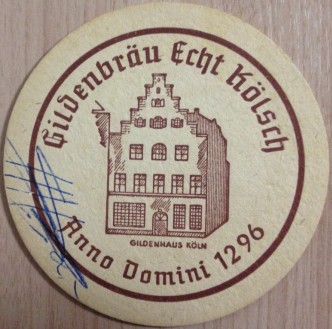 Gildenbräu Echt Kölsch
GILDENHAUS KÖLN
Anno Domini 1296